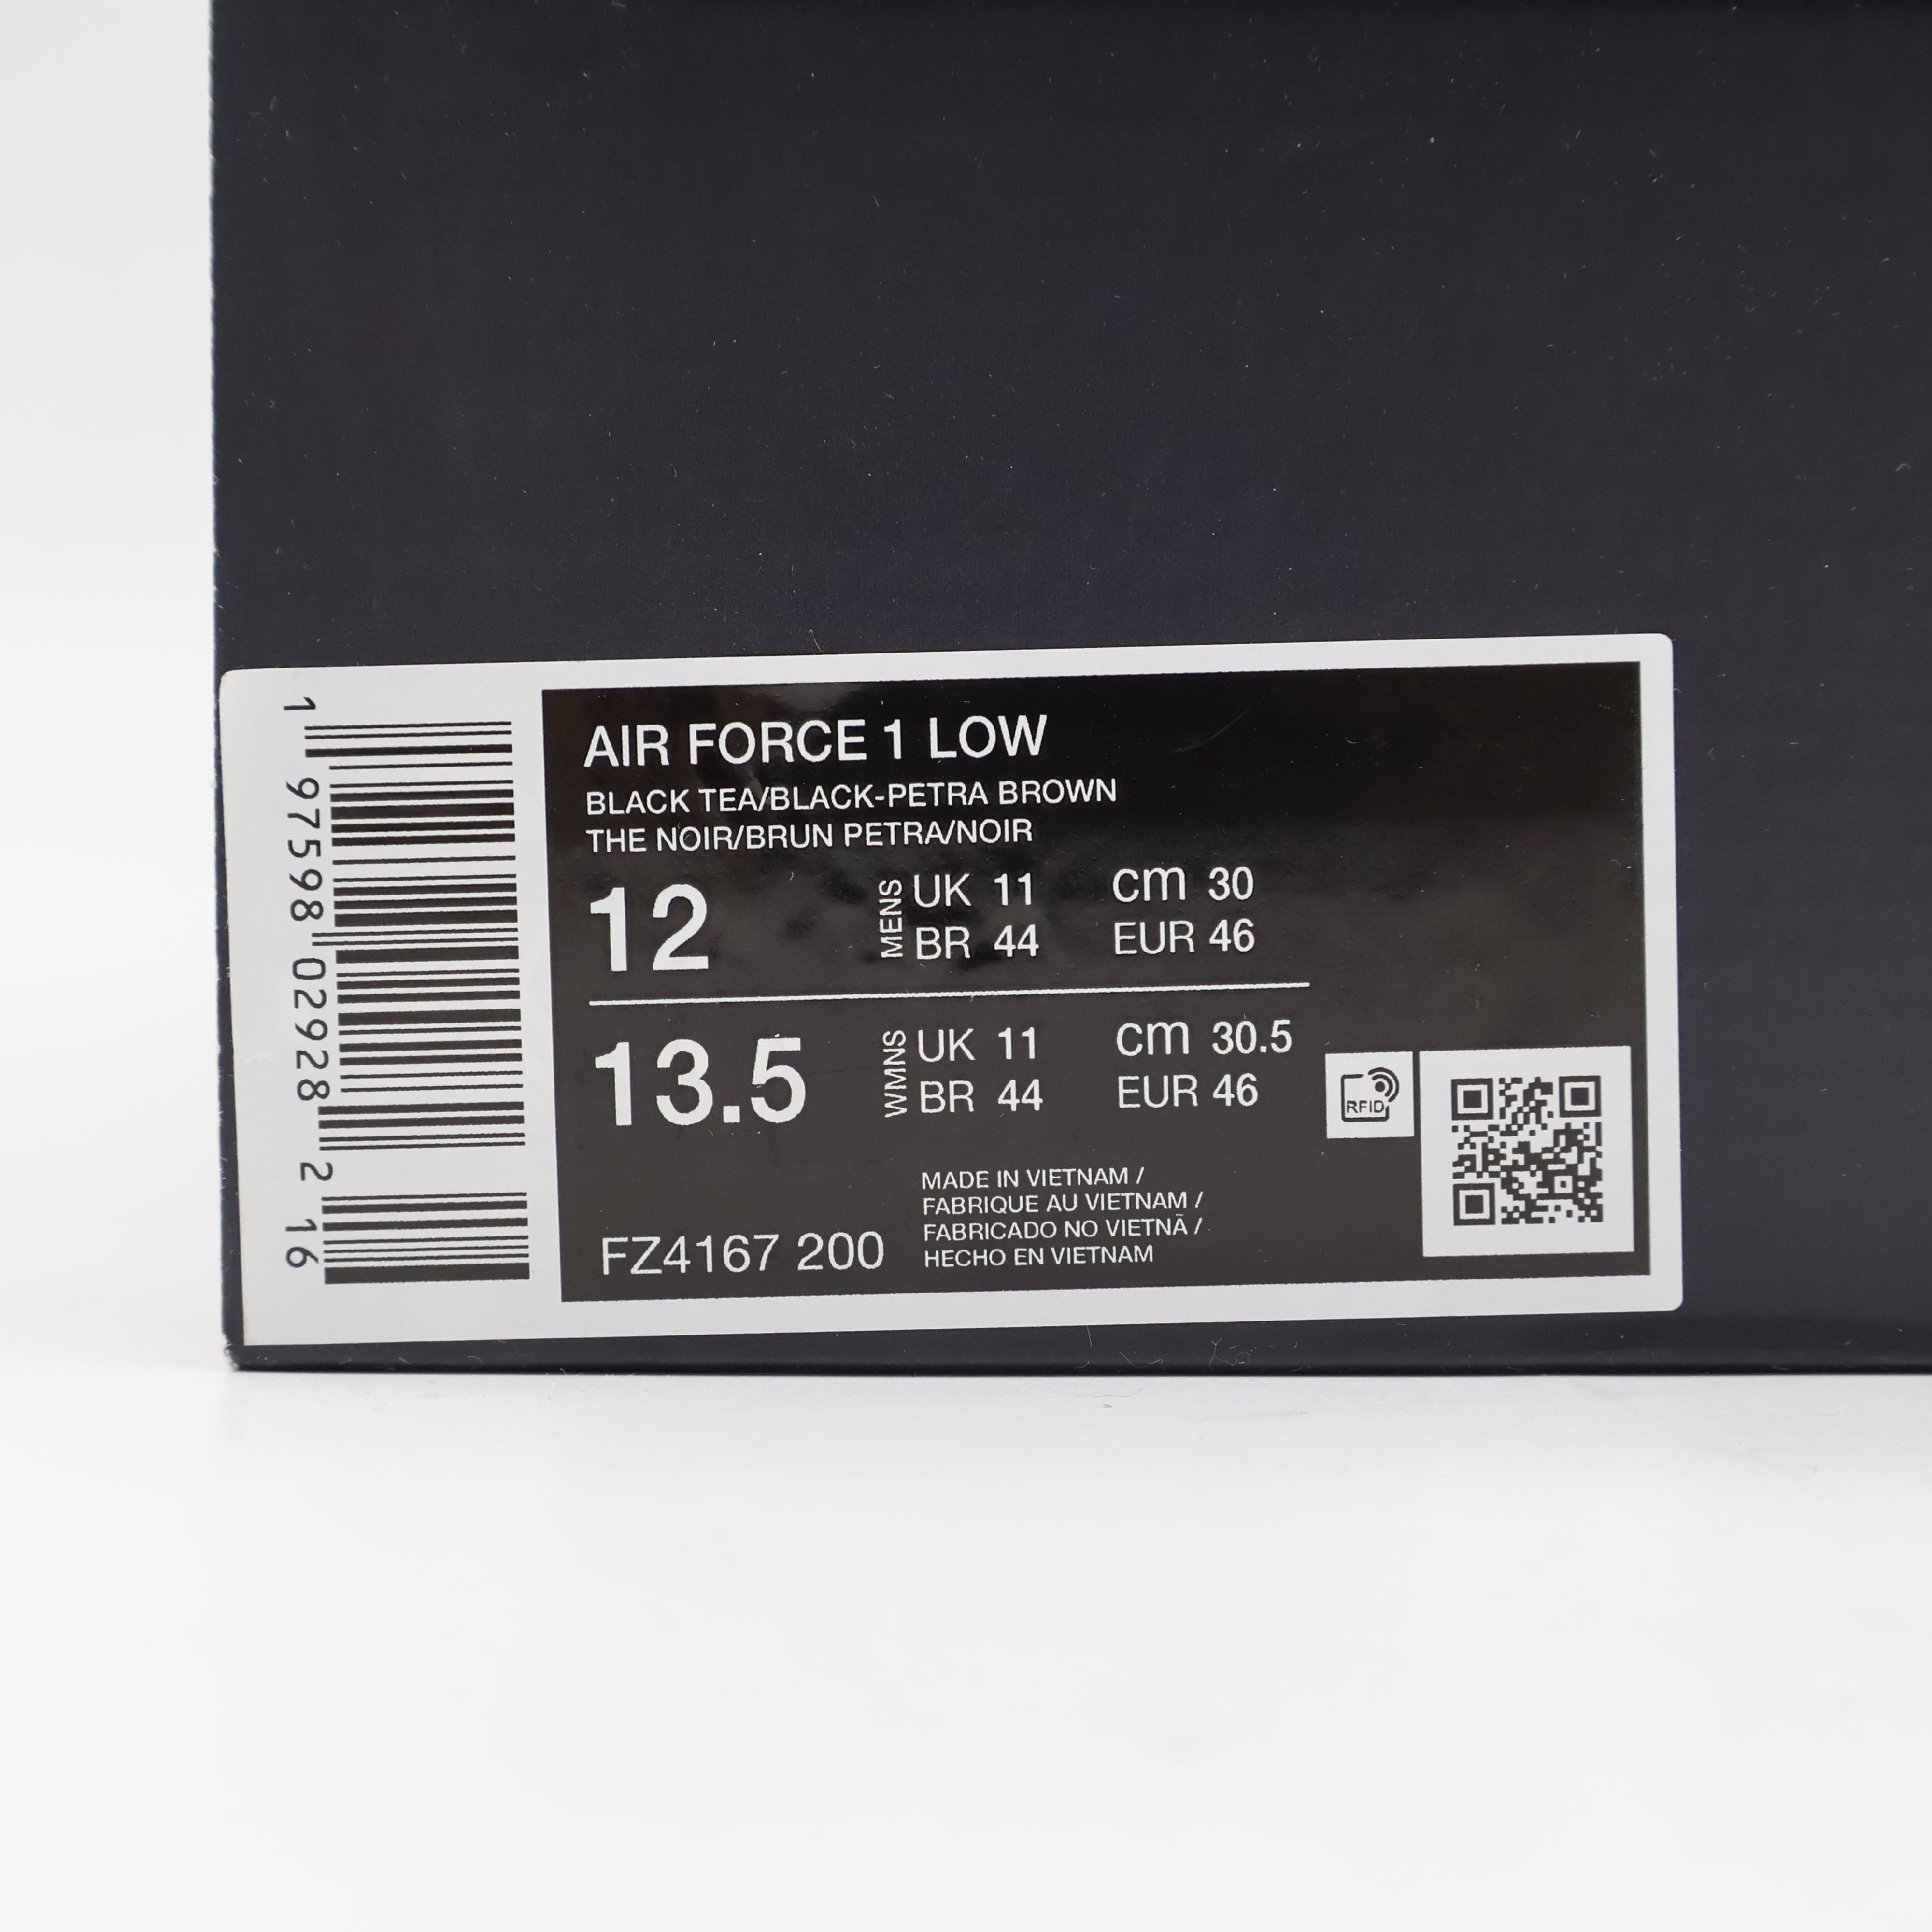 AIR FORCE 1 LOW
BLACK TEA/BLACK-PETRA BROWN
THE NOIR/BRUN PETRA/NOIR
12 MENS UK 11 cm 30
BR 44 EUR 46
13.5 WMNS UK 11 cm 30.5
BR 44 EUR 46
RFID
MADE IN VIETNAM /
FABRIQUE AU VIETNAM /
FABRICADO NO VIETNÃ /
HECHO EN VIETNAM
FZ4167 200
1 97598 02928 2 16